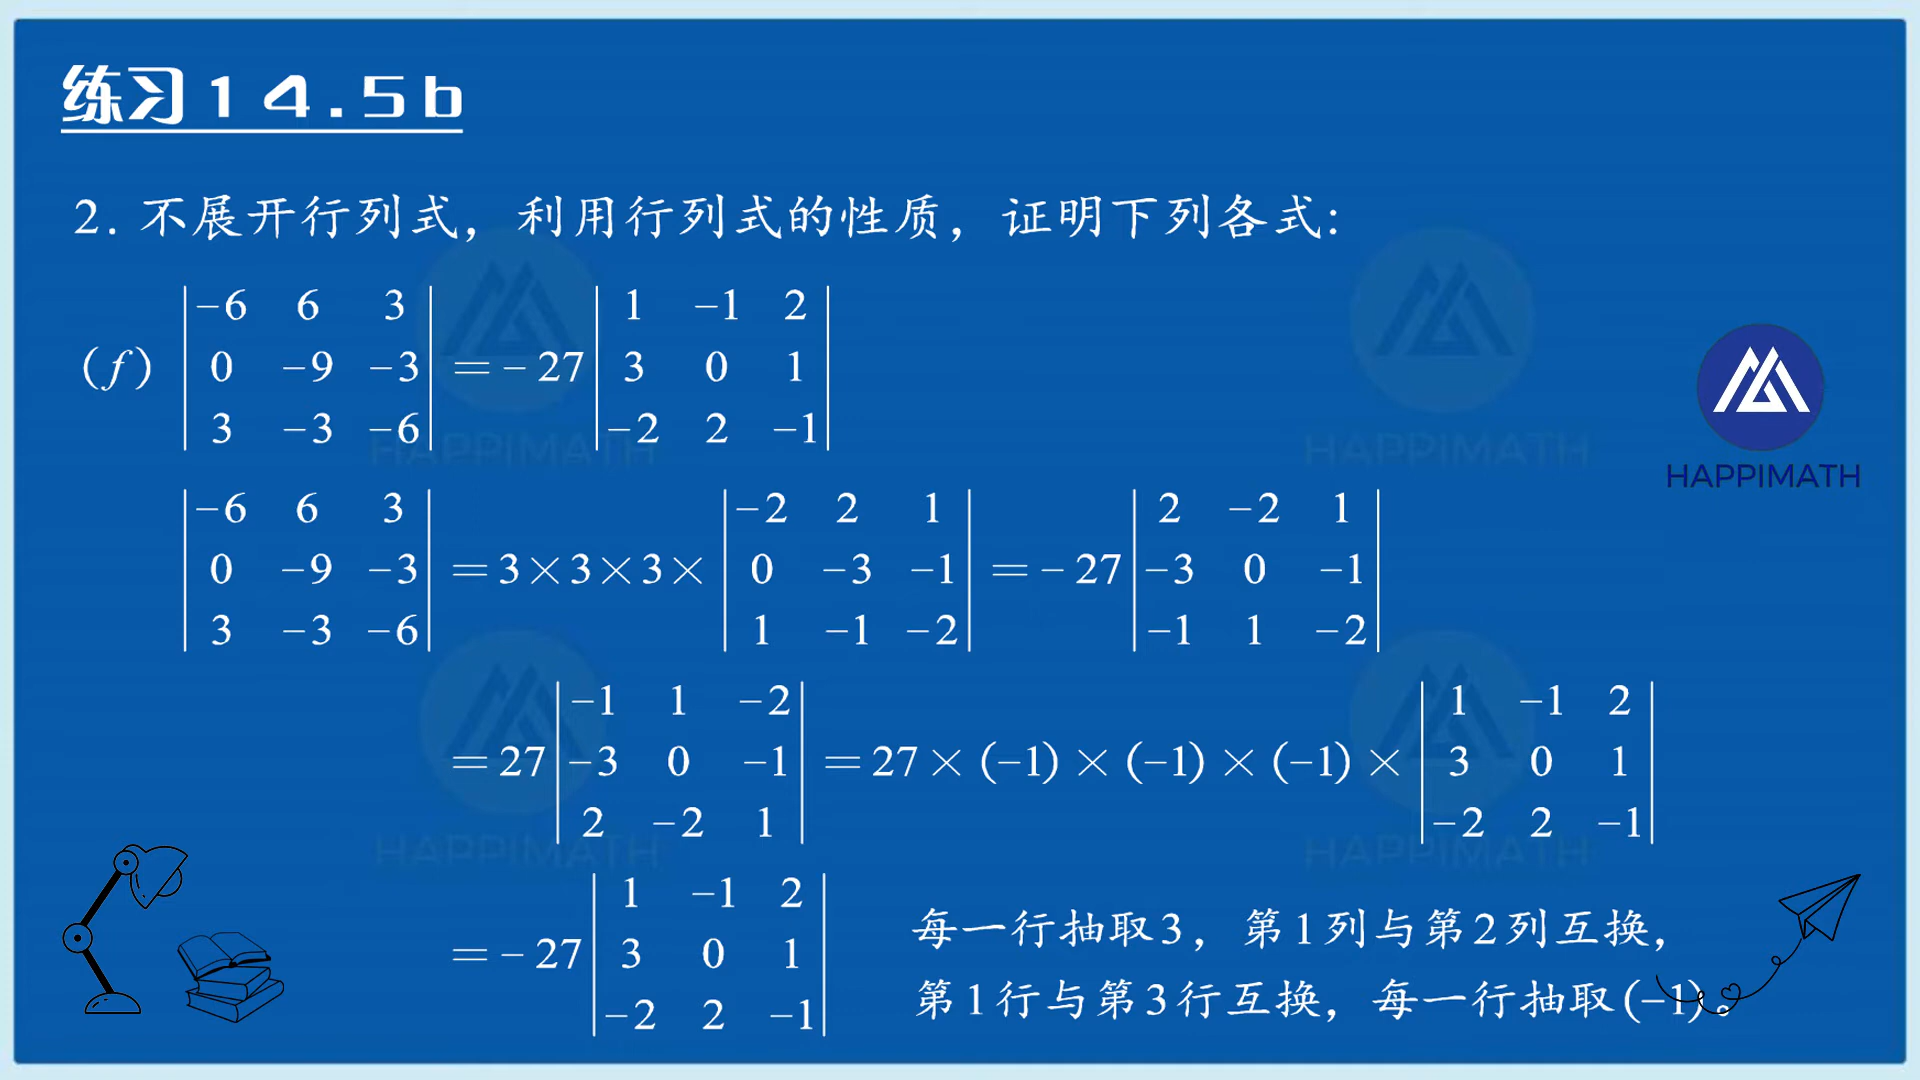 练习14.5b
2. 不展开行列式，利用行列式的性质，证明下列各式:
(f) |−6 6 3; 0 −9 −3; 3 −3 −6| = −27 |1 −1 2; 3 0 1; −2 2 −1|
|−6 6 3; 0 −9 −3; 3 −3 −6| = 3×3×3× |−2 2 1; 0 −3 −1; 1 −1 −2| = −27 |2 −2 1; −3 0 −1; −1 1 −2|
= 27 |−1 1 −2; −3 0 −1; 2 −2 1| = 27 × (−1) × (−1) × (−1) × |1 −1 2; 3 0 1; −2 2 −1|
= −27 |1 −1 2; 3 0 1; −2 2 −1|
每一行抽取3，第1列与第2列互换，
第1行与第3行互换，每一行抽取(−1)。
HAPPIMATH
HAPPIMATH
HAPPIMATH
HAPPIMATH
HAPPIMATH